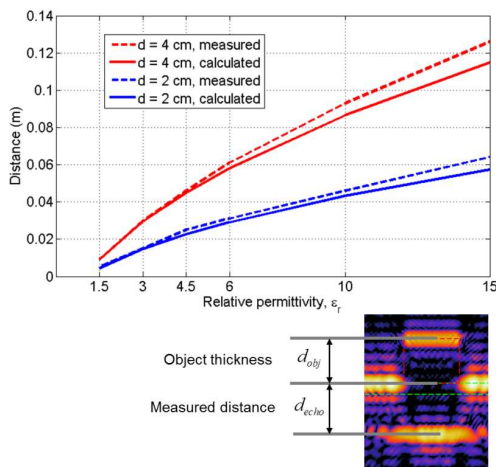 0.14
0.12
0.1
0.08
0.06
0.04
0.02
0
Distance (m)
d = 4 cm, measured
d = 4 cm, calculated
d = 2 cm, measured
d = 2 cm, calculated
1.5 3 4.5 6 10 15
Relative permittivity, εr
Object thickness
dobj
Measured distance
decho